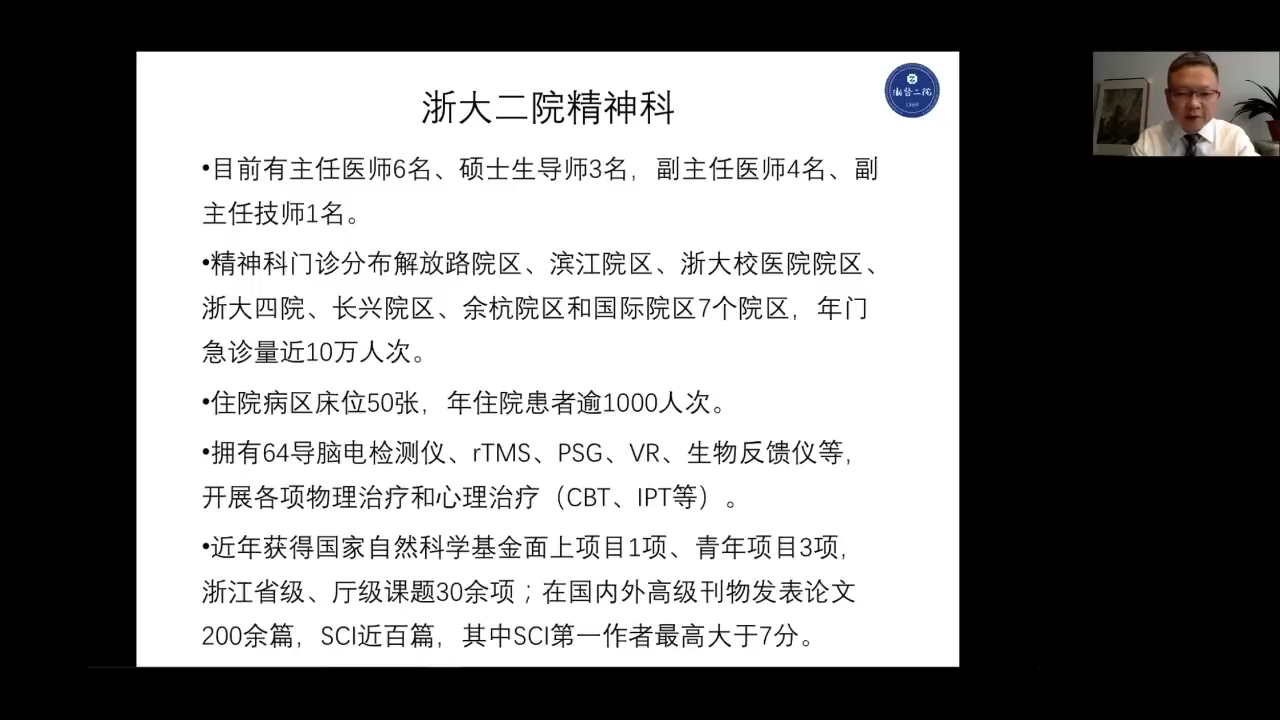 浙大二院精神科
浙医二院
1869
•目前有主任医师6名、硕士生导师3名，副主任医师4名、副
主任技师1名。
•精神科门诊分布解放路院区、滨江院区、浙大校医院院区、
浙大四院、长兴院区、余杭院区和国际院区7个院区，年门
急诊量近10万人次。
•住院病区床位50张，年住院患者逾1000人次。
•拥有64导脑电检测仪、rTMS、PSG、VR、生物反馈仪等，
开展各项物理治疗和心理治疗（CBT、IPT等）。
•近年获得国家自然科学基金面上项目1项、青年项目3项，
浙江省级、厅级课题30余项；在国内外高级刊物发表论文
200余篇，SCI近百篇，其中SCI第一作者最高大于7分。